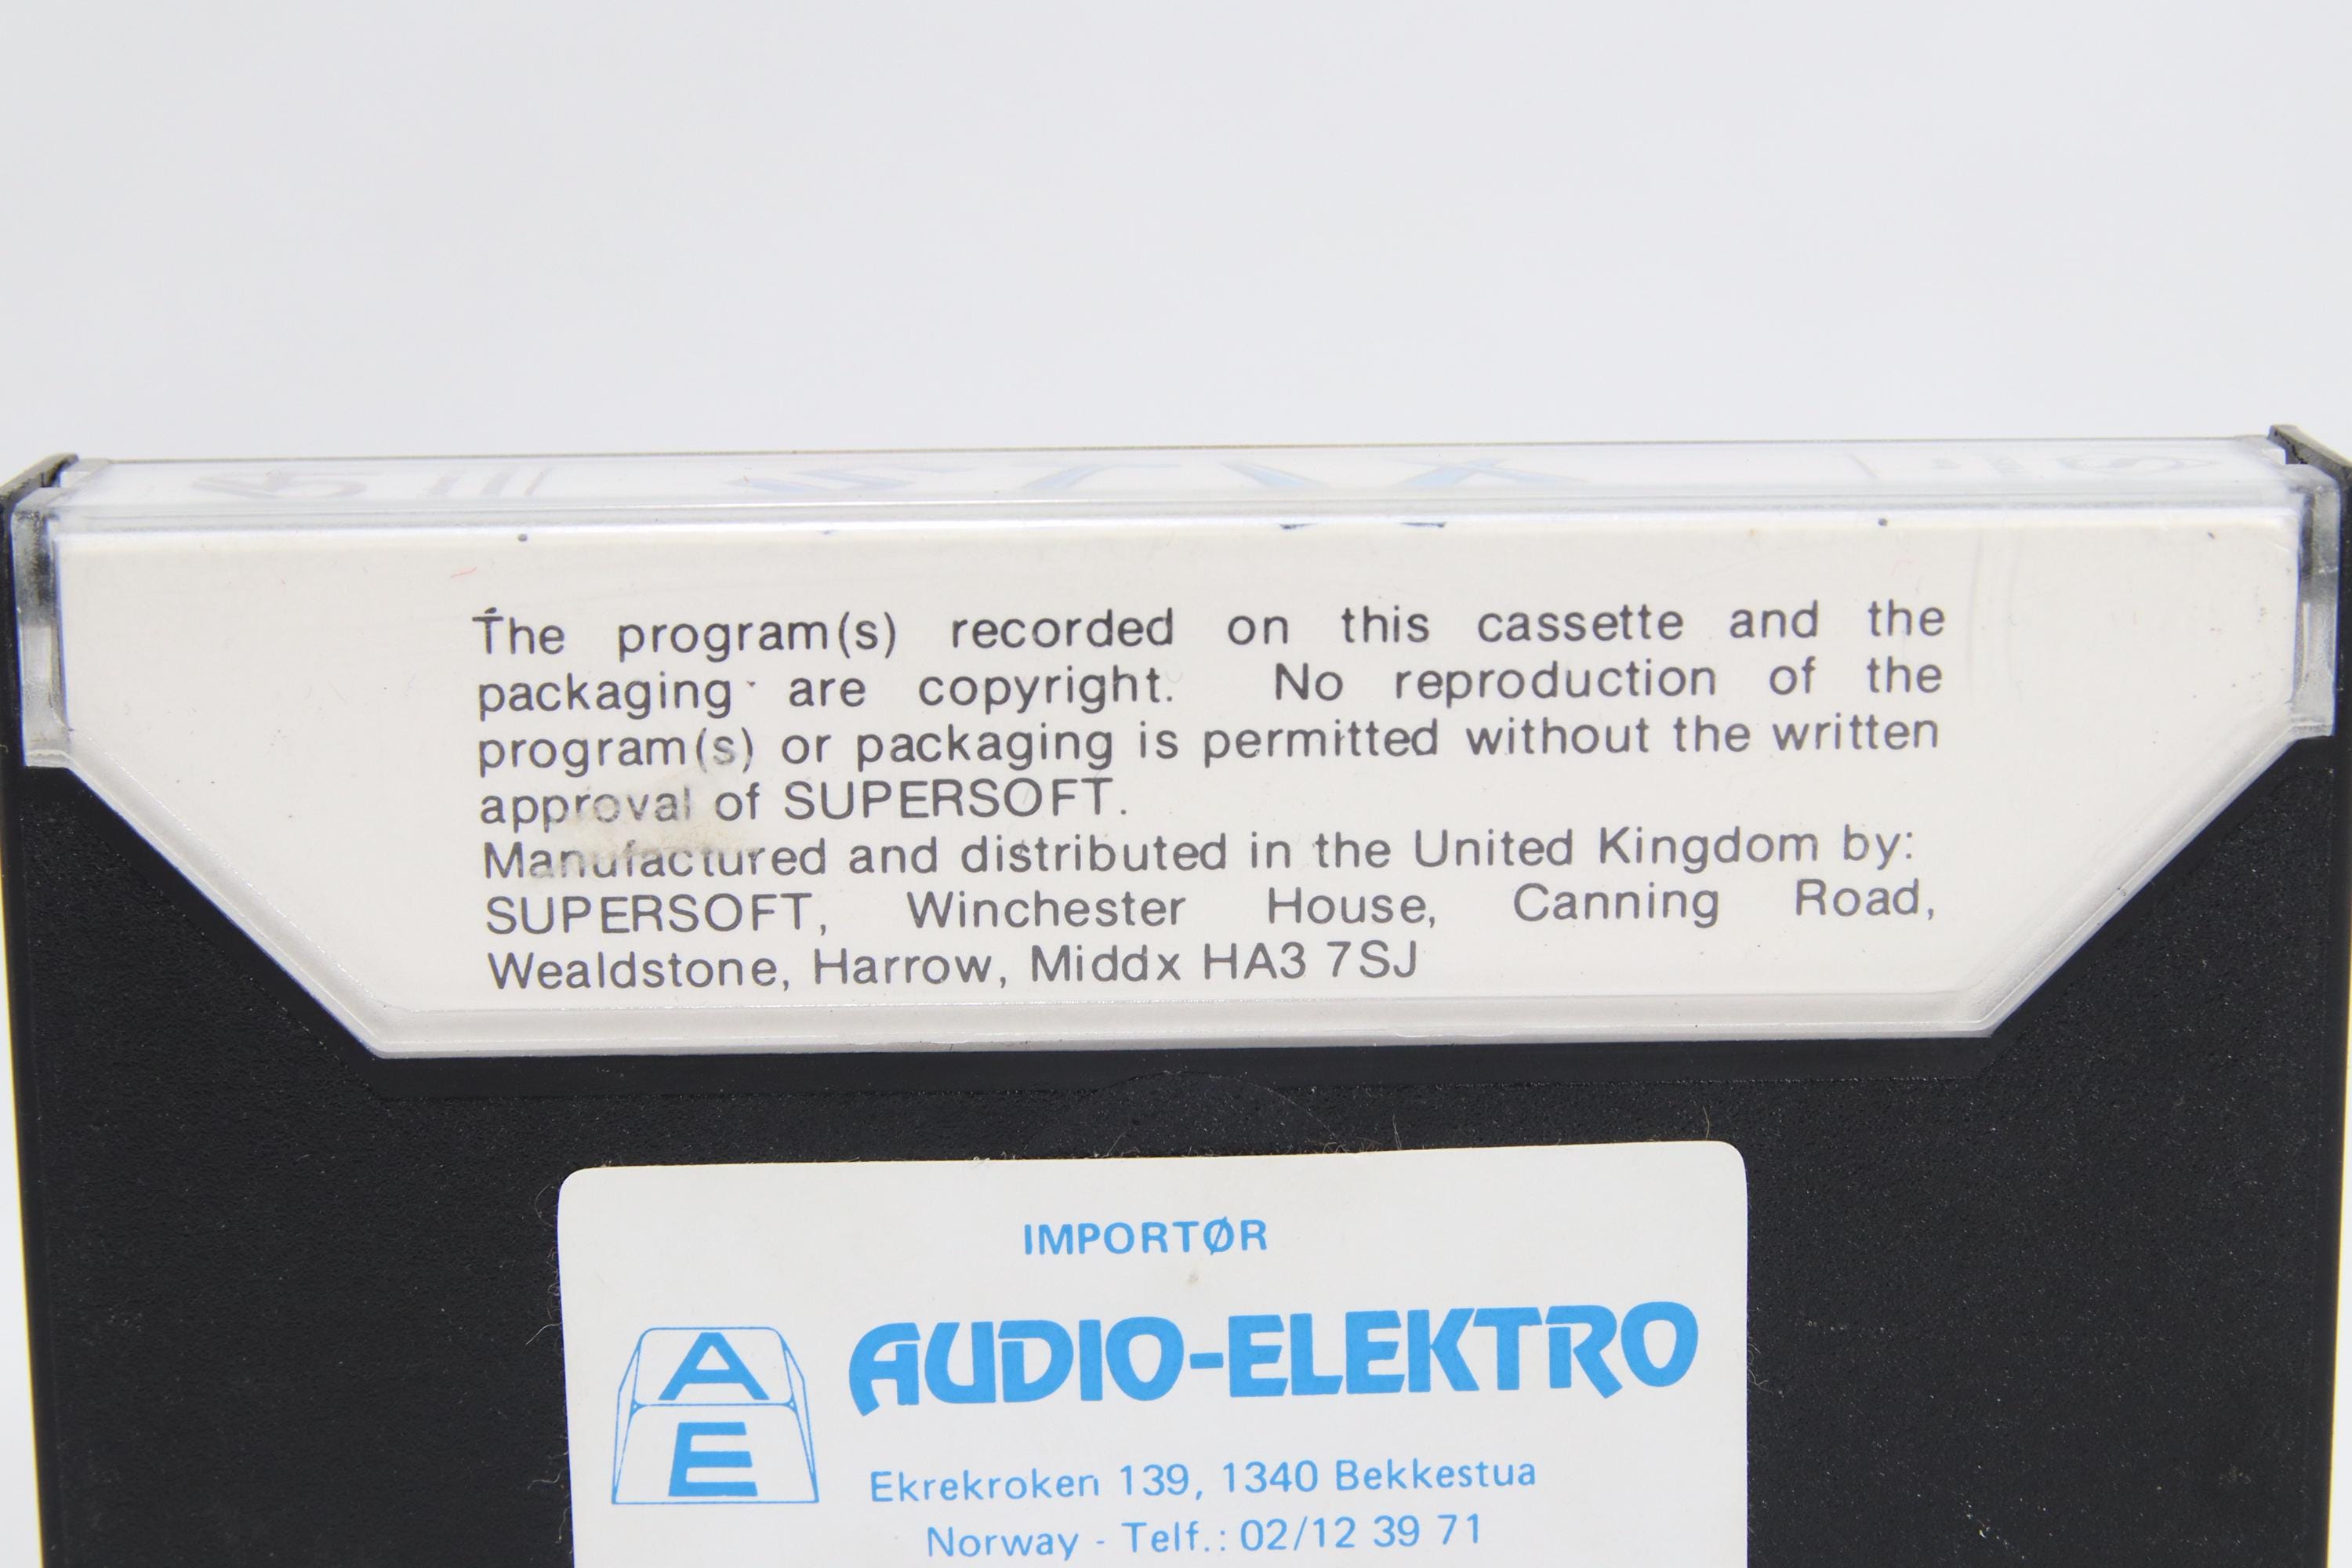 STIX
The program(s) recorded on this cassette and the
packaging are copyright. No reproduction of the
program(s) or packaging is permitted without the written
approval of SUPERSOFT.
Manufactured and distributed in the United Kingdom by:
SUPERSOFT, Winchester House, Canning Road,
Wealdstone, Harrow, Middx HA3 7SJ
IMPORTØR
A
E
AUDIO-ELEKTRO
Ekrekroken 139, 1340 Bekkestua
Norway - Telf.: 02/12 39 71